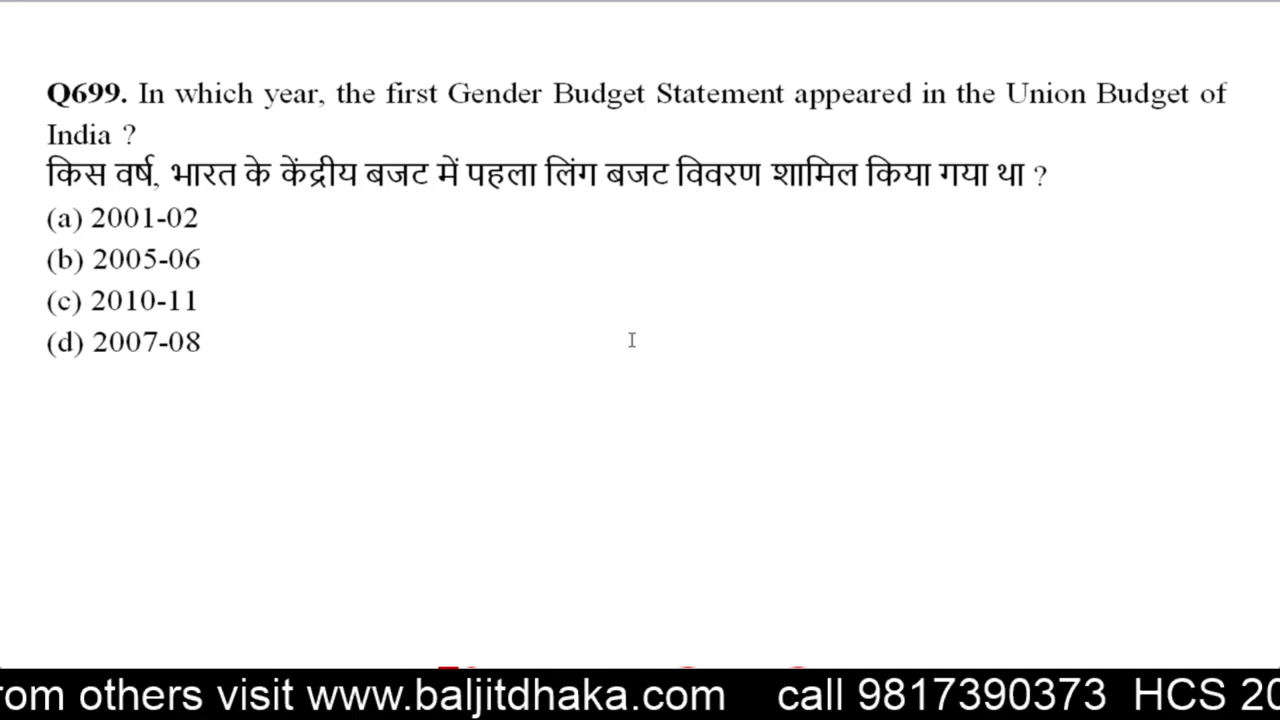 Q699. In which year, the first Gender Budget Statement appeared in the Union Budget of
India ?
किस वर्ष, भारत के केंद्रीय बजट में पहला लिंग बजट विवरण शामिल किया गया था ?
(a) 2001-02
(b) 2005-06
(c) 2010-11
(d) 2007-08
rom others visit www.baljitdhaka.com call 9817390373 HCS 20